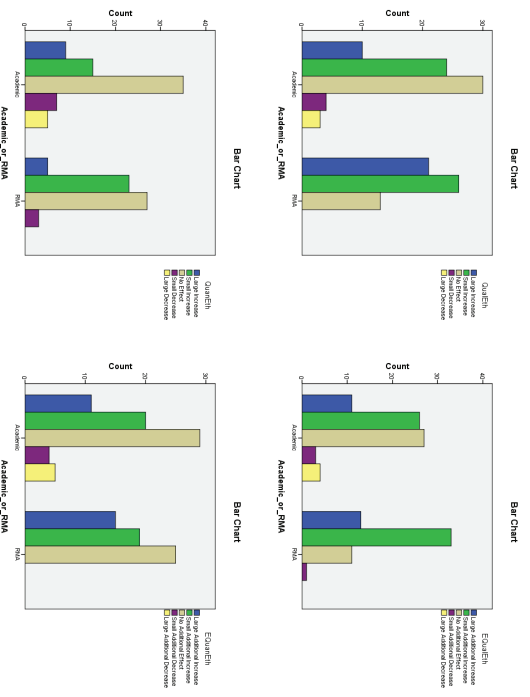 Bar Chart
Count
30
20
10
0
Academic
RMA
Academic_or_RMA
QualEth
Large Increase
Small Increase
No Effect
Small Decrease
Large Decrease
Bar Chart
Count
40
30
20
10
0
Academic
RMA
Academic_or_RMA
EQualEth
Large Additional Increase
Small Additional Increase
No Additional Effect
Small Additional Decrease
Large Additional Decrease
Bar Chart
Count
40
30
20
10
0
Academic
RMA
Academic_or_RMA
QuanEth
Large Increase
Small Increase
No Effect
Small Decrease
Large Decrease
Bar Chart
Count
30
20
10
0
Academic
RMA
Academic_or_RMA
EQuanEth
Large Additional Increase
Small Additional Increase
No Additional Effect
Small Additional Decrease
Large Additional Decrease